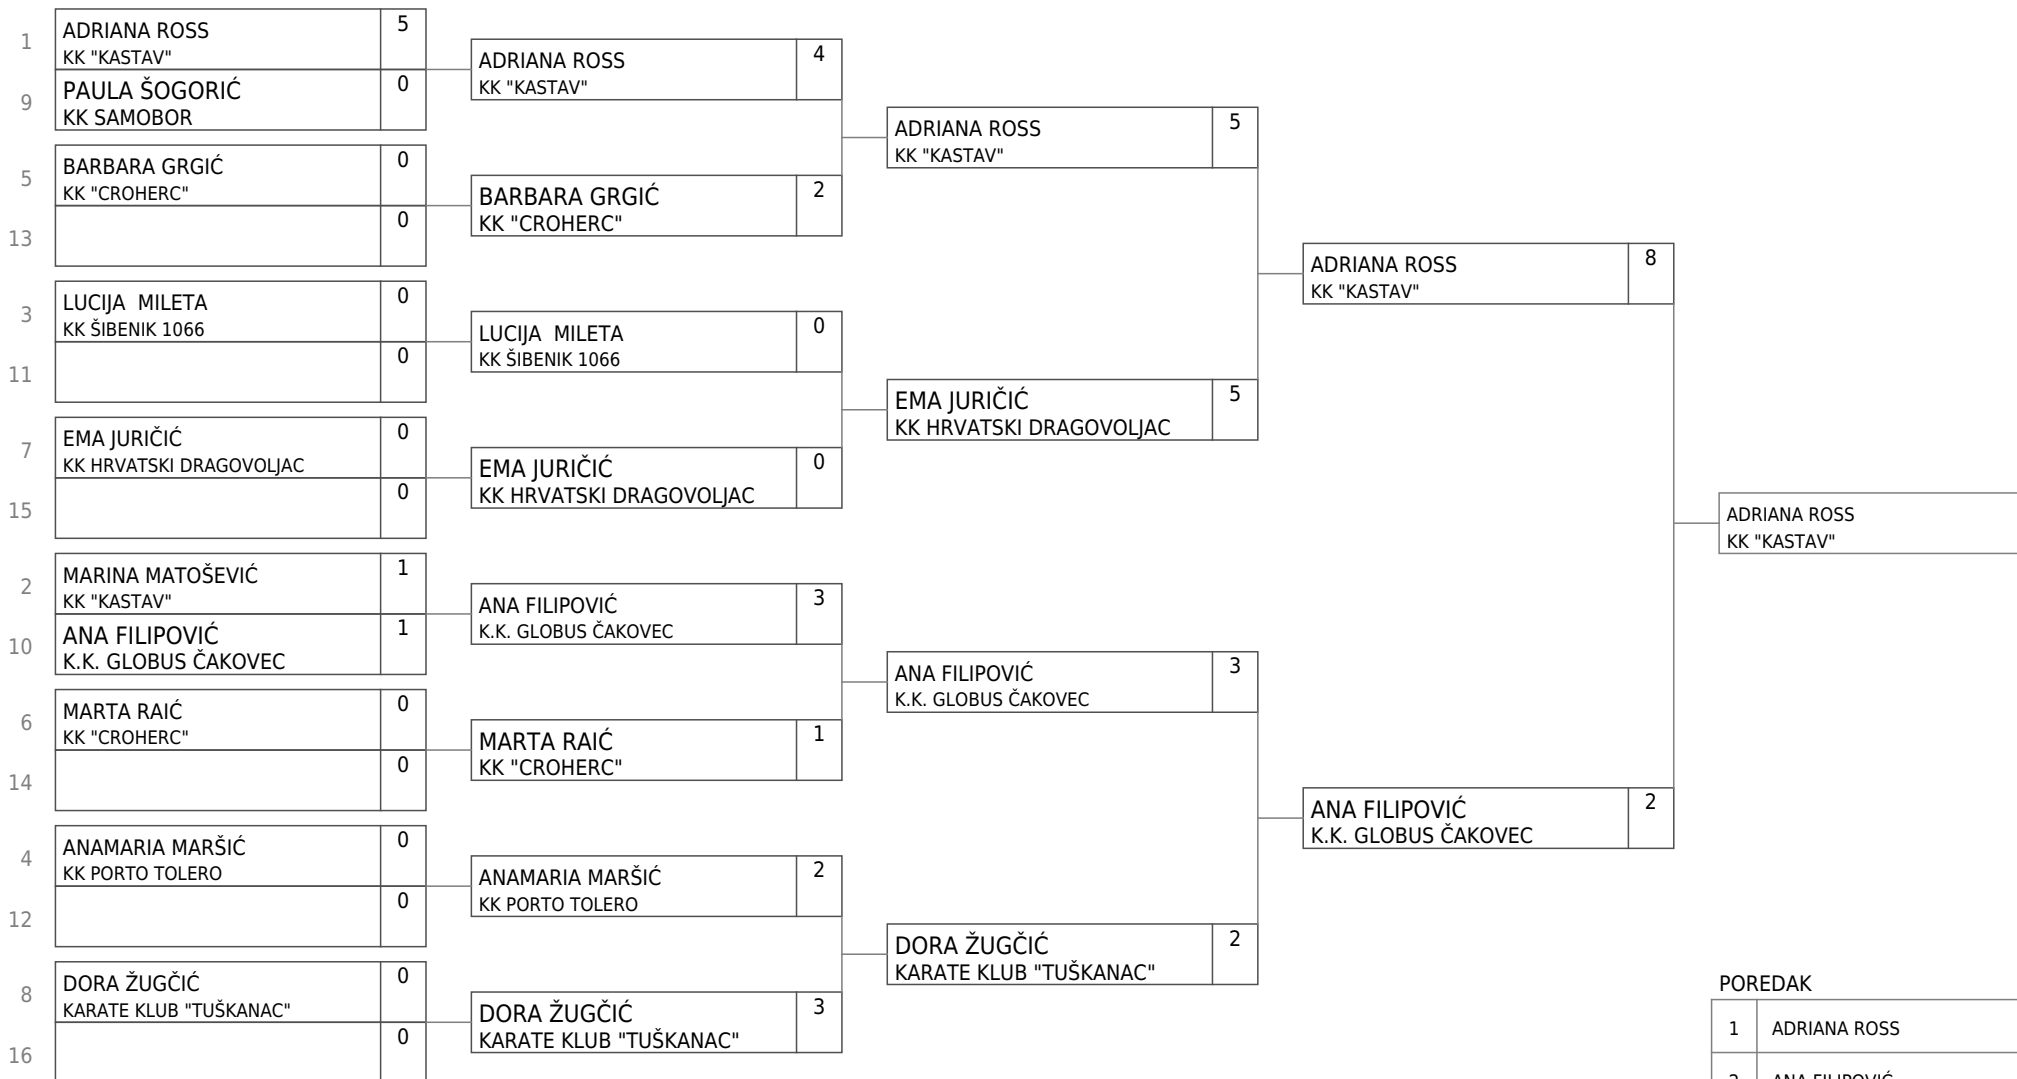 1
ADRIANA ROSS
KK "KASTAV"
5
9
PAULA ŠOGORIĆ
KK SAMOBOR
0
5
BARBARA GRGIĆ
KK "CROHERC"
0
13
0
3
LUCIJA  MILETA
KK ŠIBENIK 1066
0
11
0
7
EMA JURIČIĆ
KK HRVATSKI DRAGOVOLJAC
0
15
0
2
MARINA MATOŠEVIĆ
KK "KASTAV"
1
10
ANA FILIPOVIĆ
K.K. GLOBUS ČAKOVEC
1
6
MARTA RAIĆ
KK "CROHERC"
0
14
0
4
ANAMARIA MARŠIĆ
KK PORTO TOLERO
0
12
0
8
DORA ŽUGČIĆ
KARATE KLUB "TUŠKANAC"
0
16
0
ADRIANA ROSS
KK "KASTAV"
4
BARBARA GRGIĆ
KK "CROHERC"
2
LUCIJA  MILETA
KK ŠIBENIK 1066
0
EMA JURIČIĆ
KK HRVATSKI DRAGOVOLJAC
0
ANA FILIPOVIĆ
K.K. GLOBUS ČAKOVEC
3
MARTA RAIĆ
KK "CROHERC"
1
ANAMARIA MARŠIĆ
KK PORTO TOLERO
2
DORA ŽUGČIĆ
KARATE KLUB "TUŠKANAC"
3
ADRIANA ROSS
KK "KASTAV"
5
EMA JURIČIĆ
KK HRVATSKI DRAGOVOLJAC
5
ANA FILIPOVIĆ
K.K. GLOBUS ČAKOVEC
3
DORA ŽUGČIĆ
KARATE KLUB "TUŠKANAC"
2
ADRIANA ROSS
KK "KASTAV"
8
ANA FILIPOVIĆ
K.K. GLOBUS ČAKOVEC
2
ADRIANA ROSS
KK "KASTAV"
POREDAK
1 ADRIANA ROSS
2 ANA FILIPOVIĆ